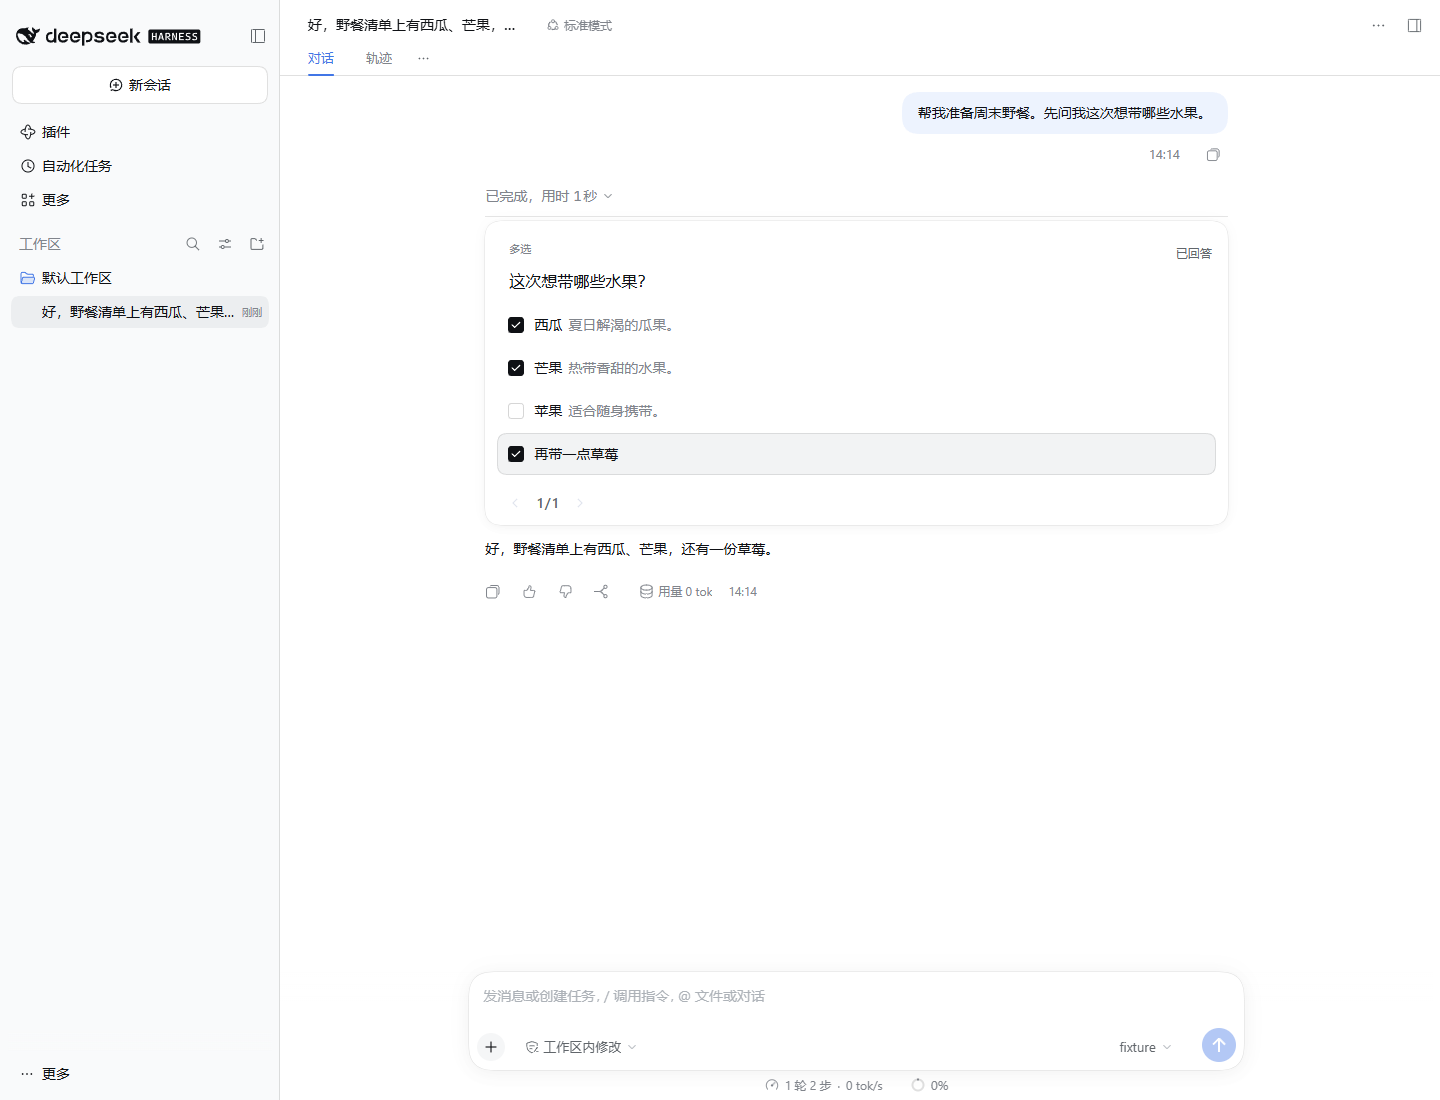 deepseek HARNESS
新会话
插件
自动化任务
更多
工作区
默认工作区
好，野餐清单上有西瓜、芒果... 刚刚
更多
好，野餐清单上有西瓜、芒果，... 标准模式
对话 轨迹 ...
帮我准备周末野餐。先问我这次想带哪些水果。
14:14
已完成，用时 1 秒
多选
已回答
这次想带哪些水果？
西瓜 夏日解渴的瓜果。
芒果 热带香甜的水果。
苹果 适合随身携带。
再带一点草莓
1/1
好，野餐清单上有西瓜、芒果，还有一份草莓。
用量 0 tok 14:14
发消息或创建任务, / 调用指令, @ 文件或对话
工作区内修改
fixture
1 轮 2 步 · 0 tok/s 0%